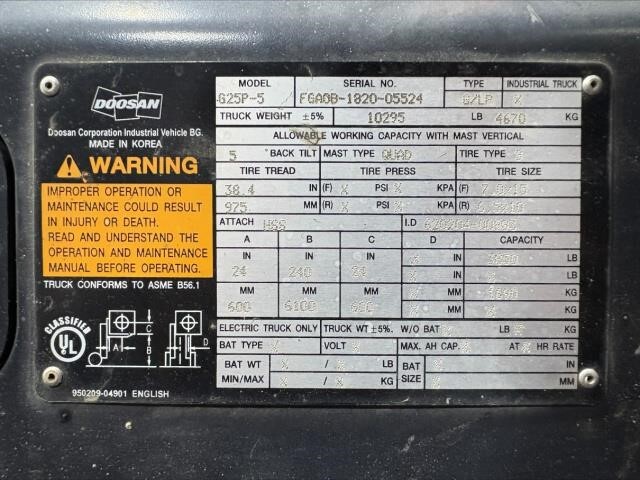 DOOSAN
Doosan Corporation Industrial Vehicle BG.
MADE IN KOREA
WARNING
IMPROPER OPERATION OR
MAINTENANCE COULD RESULT
IN INJURY OR DEATH.
READ AND UNDERSTAND THE
OPERATION AND MAINTENANCE
MANUAL BEFORE OPERATING.
TRUCK CONFORMS TO ASME B56.1
CLASSIFIED
UL
C
A
B
D
950209-04901 ENGLISH
MODEL SERIAL NO. TYPE INDUSTRIAL TRUCK
G25P-5 FGA0B-1820-05524 G/LP X
TRUCK WEIGHT ±5% 10295 LB 4670 KG
ALLOWABLE WORKING CAPACITY WITH MAST VERTICAL
5 °BACK TILT MAST TYPE QUAD TIRE TYPE
TIRE TREAD TIRE PRESS TIRE SIZE
38.4 IN (F) X PSI X KPA (F)
975 MM (R) X PSI X KPA (R)
ATTACH HSS I.D
A B C D CAPACITY
IN IN IN IN
24 240 24 X LB
MM MM MM
600 6100 600 X MM KG
ELECTRIC TRUCK ONLY TRUCK WT ±5%. W/O BAT X LB X KG
BAT TYPE X VOLT X MAX. AH CAP. X AT X HR RATE
BAT WT X / X LB BAT X IN
MIN/MAX X / X KG SIZE X MM